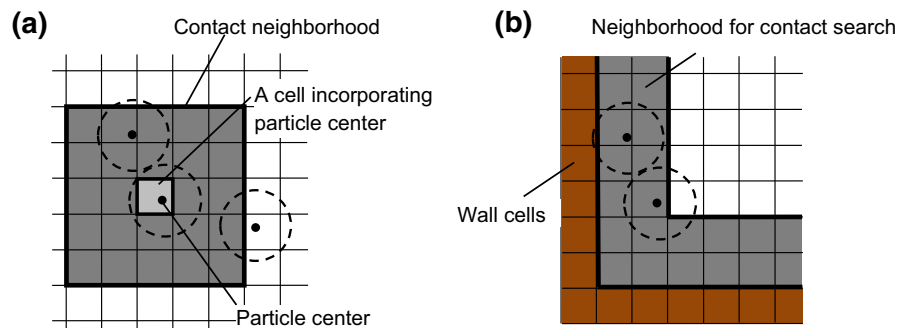 (a)
Contact neighborhood
A cell incorporating
particle center
Particle center
(b)
Neighborhood for contact search
Wall cells